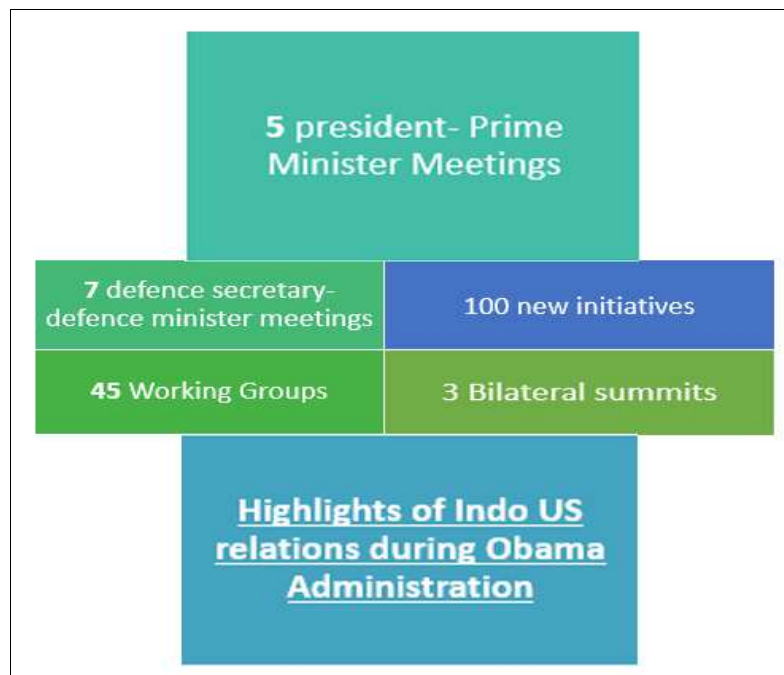 5 president- Prime
Minister Meetings
7 defence secretary-
defence minister meetings
100 new initiatives
45 Working Groups
3 Bilateral summits
Highlights of Indo US
relations during Obama
Administration